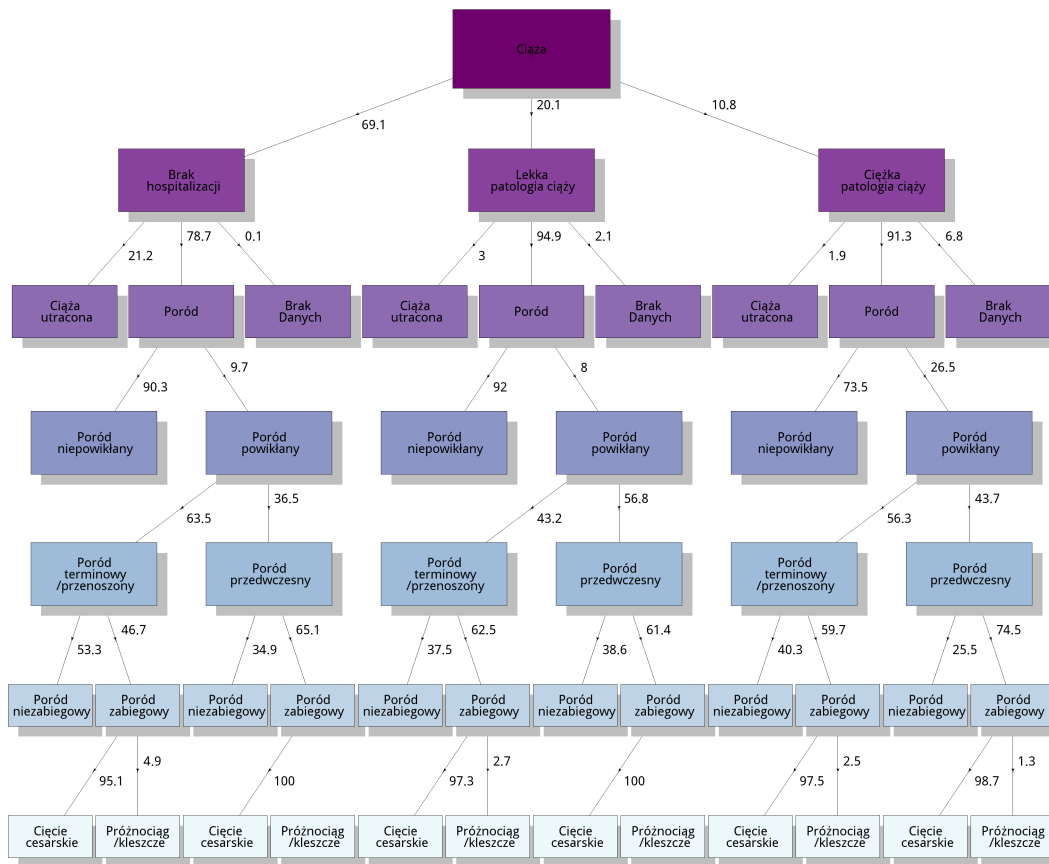 Ciąża
20.1
10.8
69.1
Brak
hospitalizacji
Lekka
patologia ciąży
Ciężka
patologia ciąży
21.2
78.7
0.1
3
94.9
2.1
1.9
91.3
6.8
Ciąża
utracona
Poród
Brak
Danych
Ciąża
utracona
Poród
Brak
Danych
Ciąża
utracona
Poród
Brak
Danych
90.3
9.7
92
8
73.5
26.5
Poród
niepowikłany
Poród
powikłany
Poród
niepowikłany
Poród
powikłany
Poród
niepowikłany
Poród
powikłany
63.5
36.5
43.2
56.8
56.3
43.7
Poród
terminowy
/przenoszony
Poród
przedwczesny
Poród
terminowy
/przenoszony
Poród
przedwczesny
Poród
terminowy
/przenoszony
Poród
przedwczesny
53.3
46.7
34.9
65.1
37.5
62.5
38.6
61.4
40.3
59.7
25.5
74.5
Poród
niezabiegowy
Poród
zabiegowy
Poród
niezabiegowy
Poród
zabiegowy
Poród
niezabiegowy
Poród
zabiegowy
Poród
niezabiegowy
Poród
zabiegowy
Poród
niezabiegowy
Poród
zabiegowy
Poród
niezabiegowy
Poród
zabiegowy
95.1
4.9
100
97.3
2.7
100
97.5
2.5
98.7
1.3
Cięcie
cesarskie
Próżnociąg
/kleszcze
Cięcie
cesarskie
Próżnociąg
/kleszcze
Cięcie
cesarskie
Próżnociąg
/kleszcze
Cięcie
cesarskie
Próżnociąg
/kleszcze
Cięcie
cesarskie
Próżnociąg
/kleszcze
Cięcie
cesarskie
Próżnociąg
/kleszcze